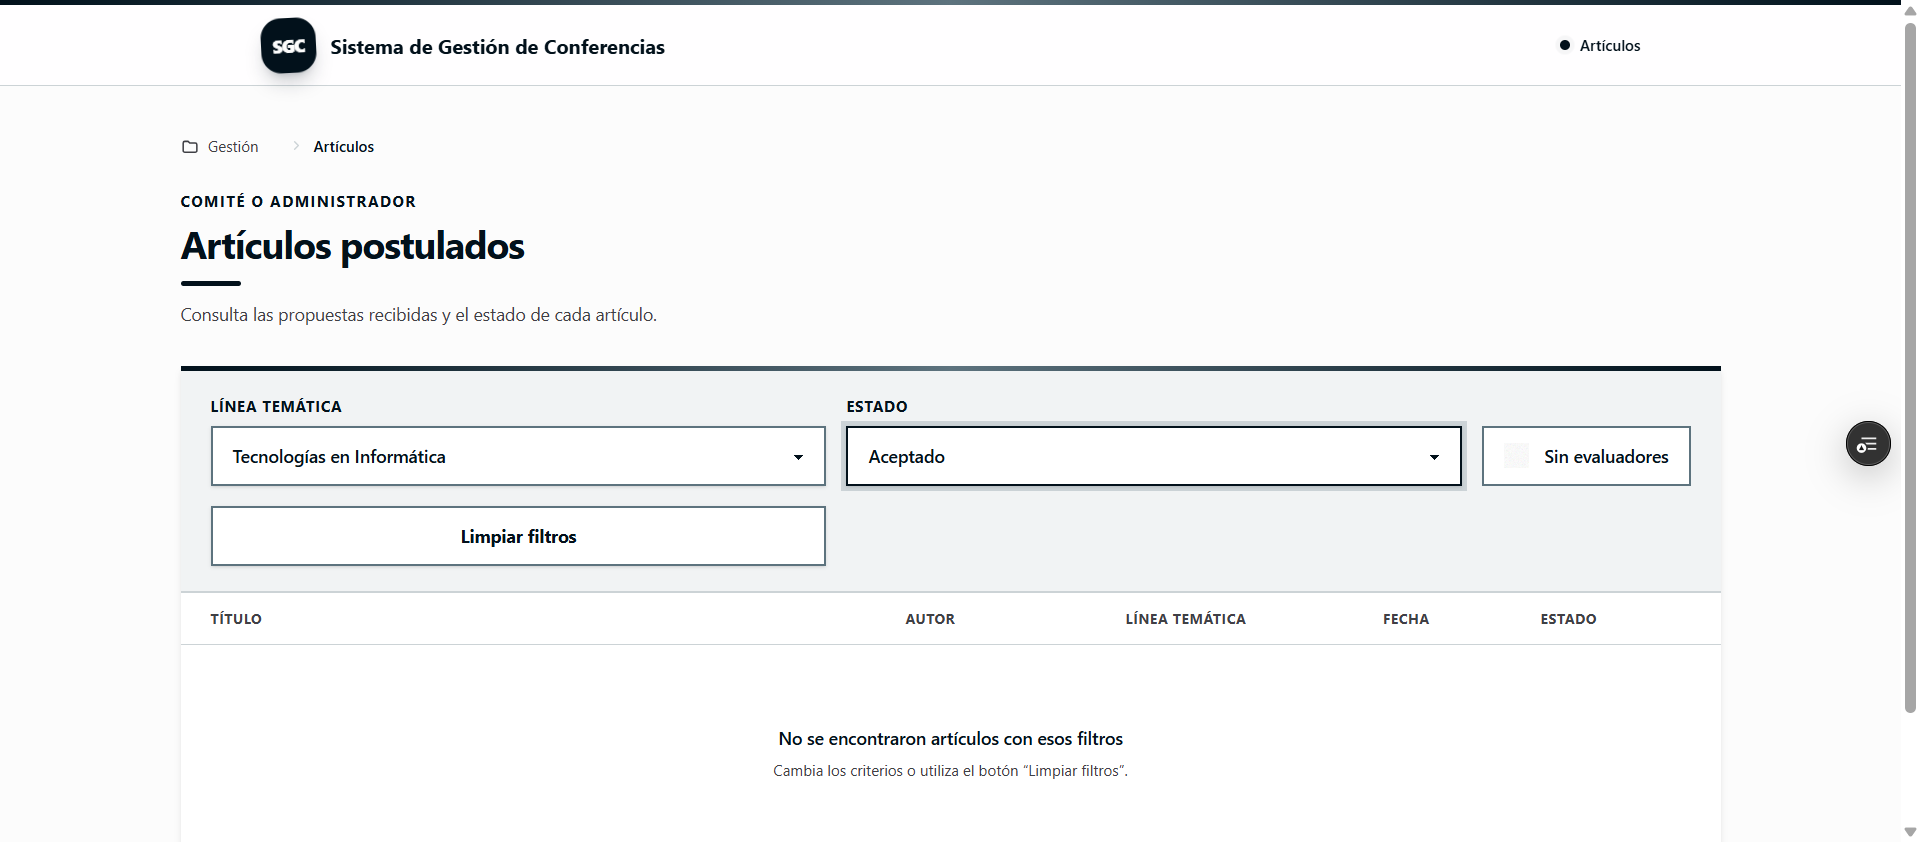 SGC
Sistema de Gestión de Conferencias
Artículos
Gestión
Artículos
COMITÉ O ADMINISTRADOR
Artículos postulados
Consulta las propuestas recibidas y el estado de cada artículo.
LÍNEA TEMÁTICA
ESTADO
Tecnologías en Informática
Aceptado
Sin evaluadores
Limpiar filtros
TÍTULO AUTOR LÍNEA TEMÁTICA FECHA ESTADO
No se encontraron artículos con esos filtros
Cambia los criterios o utiliza el botón “Limpiar filtros”.